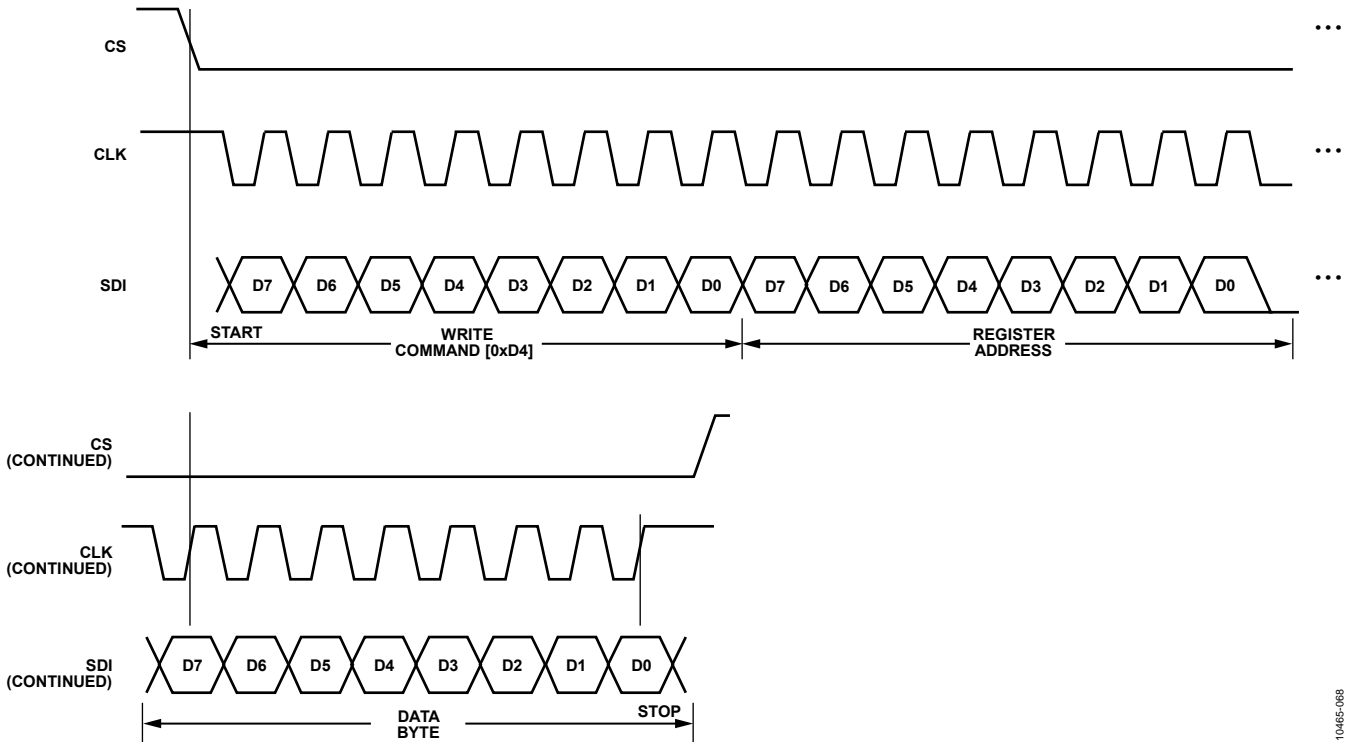 CS
...
CLK
...
SDI
D7 D6 D5 D4 D3 D2 D1 D0 D7 D6 D5 D4 D3 D2 D1 D0
...
START
WRITE
COMMAND [0xD4]
REGISTER
ADDRESS
CS
(CONTINUED)
CLK
(CONTINUED)
SDI
(CONTINUED)
D7 D6 D5 D4 D3 D2 D1 D0
DATA
BYTE
STOP
10465-068